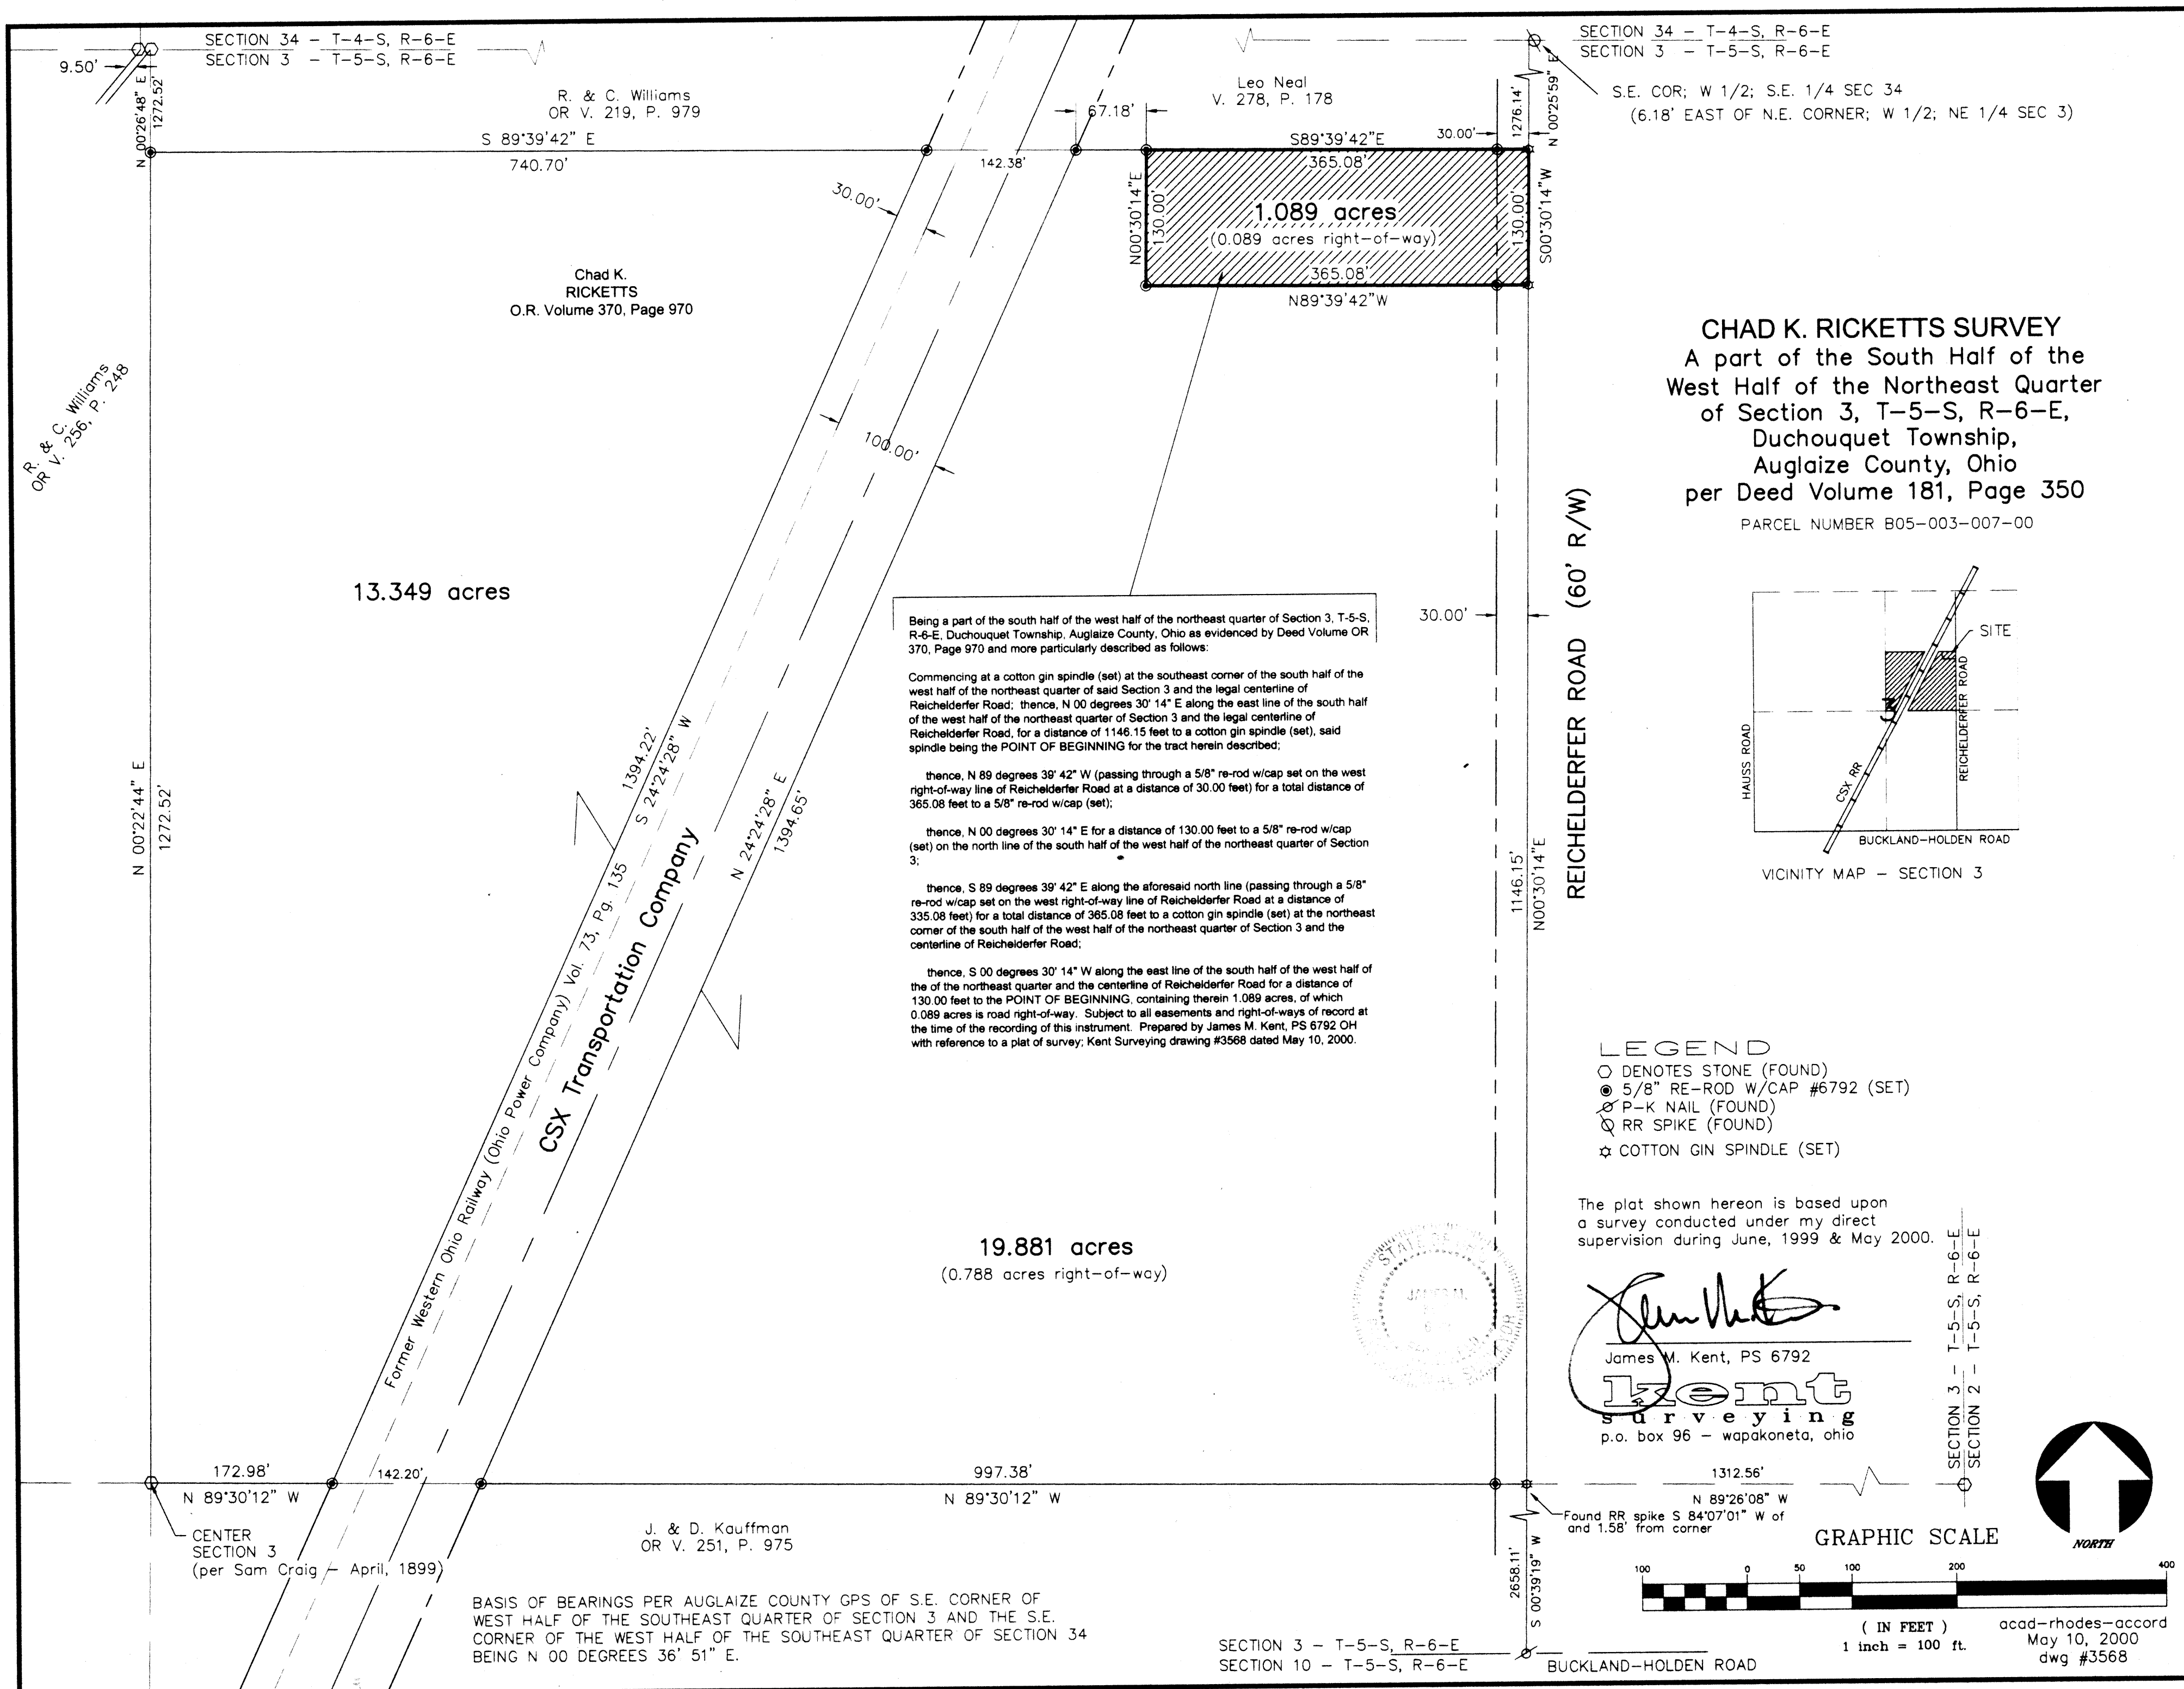 SECTION 34 - T-4-S, R-6-E
SECTION 3 - T-5-S, R-6-E
9.50'
N 00°26'48" E
1272.52'
R. & C. Williams
OR V. 219, P. 979
S 89°39'42" E
740.70'
142.38'
67.18'
Leo Neal
V. 278, P. 178
30.00'
1276.14'
N 00°25'59" E
SECTION 34 - T-4-S, R-6-E
SECTION 3 - T-5-S, R-6-E
S.E. COR; W 1/2; S.E. 1/4 SEC 34
(6.18' EAST OF N.E. CORNER; W 1/2; NE 1/4 SEC 3)
S89°39'42"E
365.08'
N00°30'14"E
130.00'
1.089 acres
(0.089 acres right-of-way)
130.00'
S00°30'14"W
365.08'
N89°39'42"W
30.00'
Chad K.
RICKETTS
O.R. Volume 370, Page 970
R. & C. Williams
OR V. 256, P. 248
100.00'
CHAD K. RICKETTS SURVEY
A part of the South Half of the
West Half of the Northeast Quarter
of Section 3, T-5-S, R-6-E,
Duchouquet Township,
Auglaize County, Ohio
per Deed Volume 181, Page 350
PARCEL NUMBER B05-003-007-00
SITE
HAUSS ROAD
CSX RR
REICHELDERFER ROAD
BUCKLAND-HOLDEN ROAD
VICINITY MAP - SECTION 3
13.349 acres
N 00°22'44" E
1272.52'
1394.22'
S 24°24'28" W
N 24°24'28" E
1394.65'
Former Western Ohio Railway (Ohio Power Company) Vol. 73, Pg. 135
CSX Transportation Company
Being a part of the south half of the west half of the northeast quarter of Section 3, T-5-S,
R-6-E, Duchouquet Township, Auglaize County, Ohio as evidenced by Deed Volume OR
370, Page 970 and more particularly described as follows:
Commencing at a cotton gin spindle (set) at the southeast corner of the south half of the
west half of the northeast quarter of said Section 3 and the legal centerline of
Reichelderfer Road; thence, N 00 degrees 30' 14" E along the east line of the south half
of the west half of the northeast quarter of Section 3 and the legal centerline of
Reichelderfer Road, for a distance of 1146.15 feet to a cotton gin spindle (set), said
spindle being the POINT OF BEGINNING for the tract herein described;
thence, N 89 degrees 39' 42" W (passing through a 5/8" re-rod w/cap set on the west
right-of-way line of Reichelderfer Road at a distance of 30.00 feet) for a total distance of
365.08 feet to a 5/8" re-rod w/cap (set);
thence, N 00 degrees 30' 14" E for a distance of 130.00 feet to a 5/8" re-rod w/cap
(set) on the north line of the south half of the west half of the northeast quarter of Section
3;
thence, S 89 degrees 39' 42" E along the aforesaid north line (passing through a 5/8"
re-rod w/cap set on the west right-of-way line of Reichelderfer Road at a distance of
335.08 feet) for a total distance of 365.08 feet to a cotton gin spindle (set) at the northeast
corner of the south half of the west half of the northeast quarter of Section 3 and the
centerline of Reichelderfer Road;
thence, S 00 degrees 30' 14" W along the east line of the south half of the west half of
the of the northeast quarter and the centerline of Reichelderfer Road for a distance of
130.00 feet to the POINT OF BEGINNING, containing therein 1.089 acres, of which
0.089 acres is road right-of-way. Subject to all easements and right-of-ways of record at
the time of the recording of this instrument. Prepared by James M. Kent, PS 6792 OH
with reference to a plat of survey; Kent Surveying drawing #3568 dated May 10, 2000.
30.00'
1146.15'
N00°30'14"E
REICHELDERFER ROAD (60' R/W)
LEGEND
DENOTES STONE (FOUND)
5/8" RE-ROD W/CAP #6792 (SET)
P-K NAIL (FOUND)
RR SPIKE (FOUND)
COTTON GIN SPINDLE (SET)
The plat shown hereon is based upon
a survey conducted under my direct
supervision during June, 1999 & May 2000.
James M. Kent, PS 6792
kent
surveying
p.o. box 96 - wapakoneta, ohio
SECTION 3 - T-5-S, R-6-E
SECTION 2 - T-5-S, R-6-E
19.881 acres
(0.788 acres right-of-way)
STATE OF
JAMES M.
172.98'
N 89°30'12" W
142.20'
997.38'
N 89°30'12" W
1312.56'
N 89°26'08" W
Found RR spike S 84°07'01" W of
and 1.58' from corner
CENTER
SECTION 3
(per Sam Craig - April, 1899)
J. & D. Kauffman
OR V. 251, P. 975
2658.11'
S 00°39'19" W
BASIS OF BEARINGS PER AUGLAIZE COUNTY GPS OF S.E. CORNER OF
WEST HALF OF THE SOUTHEAST QUARTER OF SECTION 3 AND THE S.E.
CORNER OF THE WEST HALF OF THE SOUTHEAST QUARTER OF SECTION 34
BEING N 00 DEGREES 36' 51" E.
SECTION 3 - T-5-S, R-6-E
SECTION 10 - T-5-S, R-6-E
BUCKLAND-HOLDEN ROAD
GRAPHIC SCALE
100 0 50 100 200 400
( IN FEET )
1 inch = 100 ft.
NORTH
acad-rhodes-accord
May 10, 2000
dwg #3568